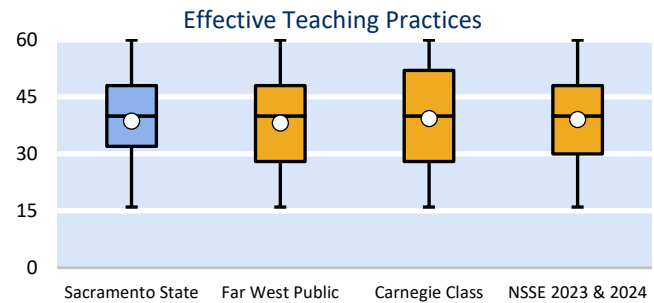 Effective Teaching Practices
60
45
30
15
0
Sacramento State Far West Public Carnegie Class NSSE 2023 & 2024